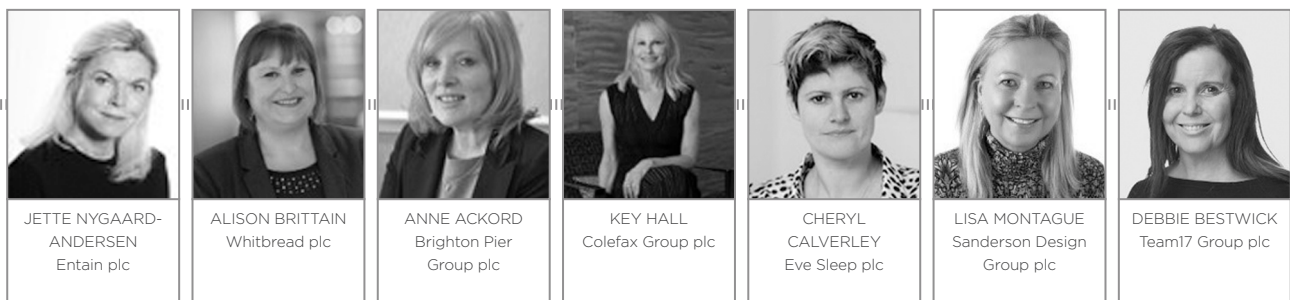 JETTE NYGAARD-
ANDERSEN
Entain plc
ALISON BRITTAIN
Whitbread plc
ANNE ACKORD
Brighton Pier
Group plc
KEY HALL
Colefax Group plc
CHERYL
CALVERLEY
Eve Sleep plc
LISA MONTAGUE
Sanderson Design
Group plc
DEBBIE BESTWICK
Team17 Group plc